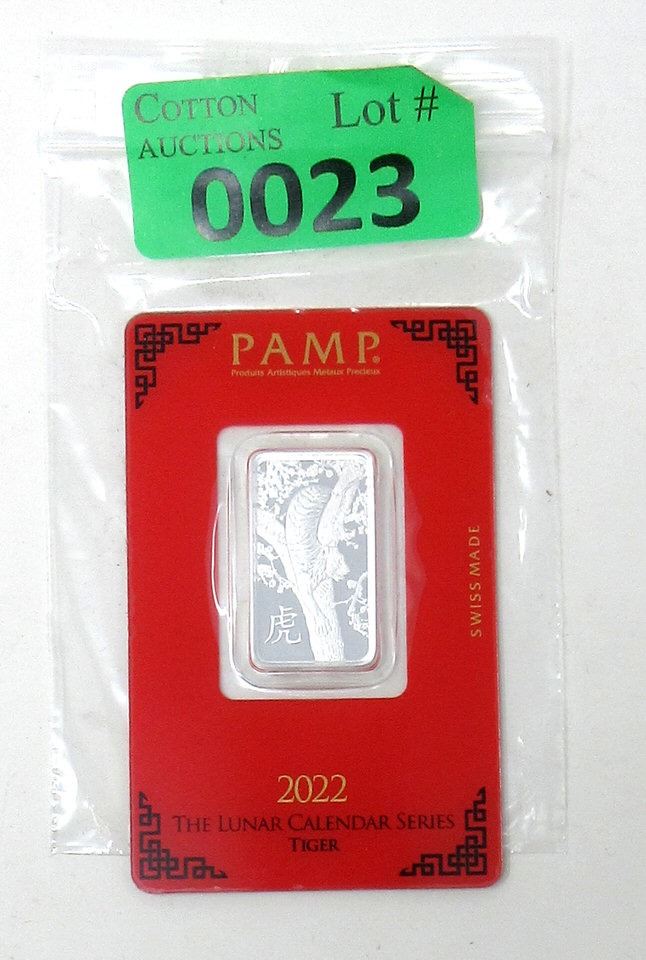 COTTON
AUCTIONS
Lot #
0023
PAMP®
Produits Artistiques Métaux Précieux
虎
SWISS MADE
2022
THE LUNAR CALENDAR SERIES
TIGER